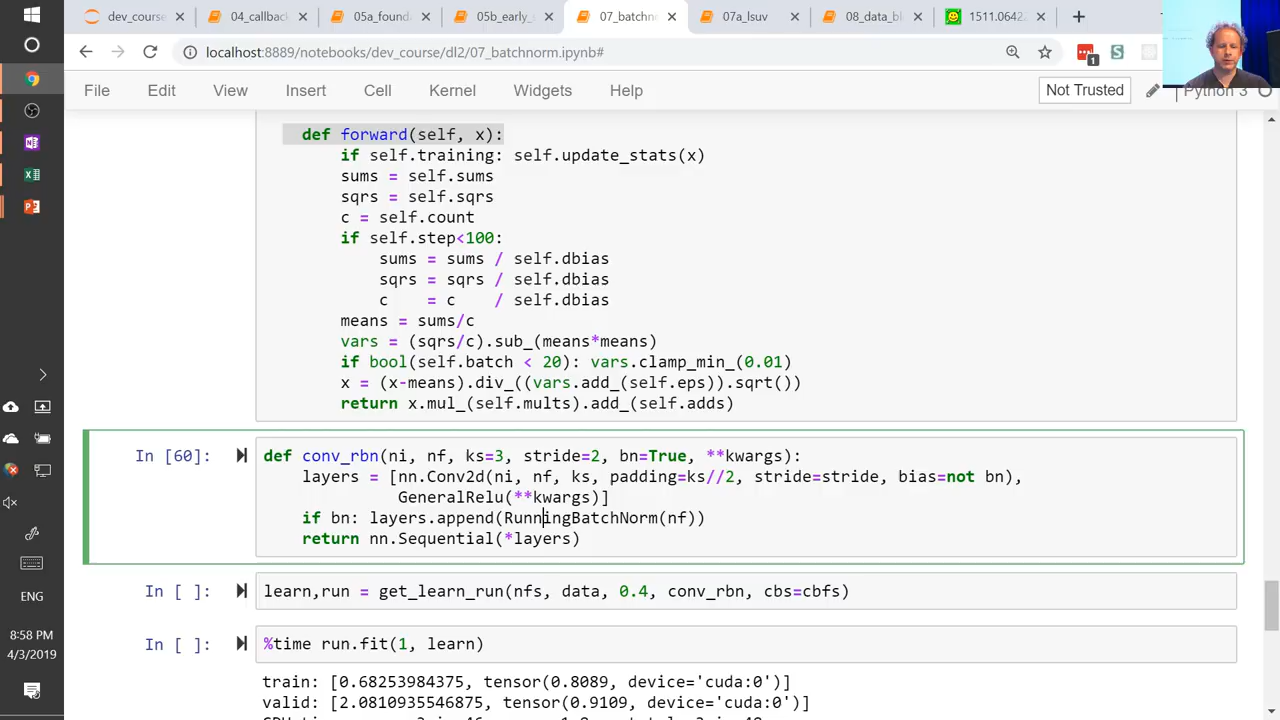 dev_course
04_callback
05a_found
05b_early_
07_batchn
07a_lsuv
08_data_bl
1511.0642
localhost:8889/notebooks/dev_course/dl2/07_batchnorm.ipynb#
1
File Edit View Insert Cell Kernel Widgets Help
Not Trusted
Python 3
def forward(self, x):
if self.training: self.update_stats(x)
sums = self.sums
sqrs = self.sqrs
c = self.count
if self.step<100:
sums = sums / self.dbias
sqrs = sqrs / self.dbias
c    = c    / self.dbias
means = sums/c
vars = (sqrs/c).sub_(means*means)
if bool(self.batch < 20): vars.clamp_min_(0.01)
x = (x-means).div_((vars.add_(self.eps)).sqrt())
return x.mul_(self.mults).add_(self.adds)
In [60]:
def conv_rbn(ni, nf, ks=3, stride=2, bn=True, **kwargs):
layers = [nn.Conv2d(ni, nf, ks, padding=ks//2, stride=stride, bias=not bn),
GeneralRelu(**kwargs)]
if bn: layers.append(RunningBatchNorm(nf))
return nn.Sequential(*layers)
In [ ]:
learn,run = get_learn_run(nfs, data, 0.4, conv_rbn, cbs=cbfs)
In [ ]:
%time run.fit(1, learn)
train: [0.68253984375, tensor(0.8089, device='cuda:0')]
valid: [2.0810935546875, tensor(0.9109, device='cuda:0')]
ENG
8:58 PM
4/3/2019